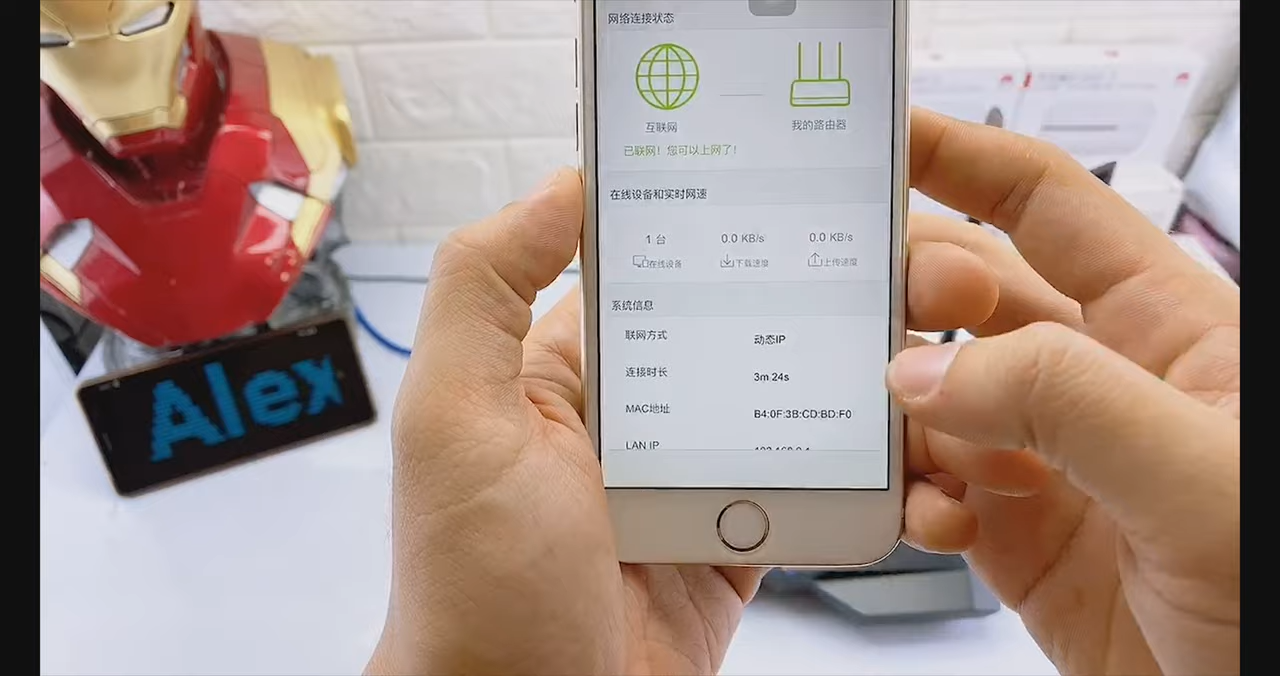 网络连接状态
互联网
我的路由器
已联网！您可以上网了！
在线设备和实时网速
1 台
0.0 KB/s
0.0 KB/s
在线设备
下载速度
上传速度
系统信息
联网方式
动态IP
连接时长
3m 24s
MAC地址
B4:0F:3B:CD:BD:F0
LAN IP
Alex